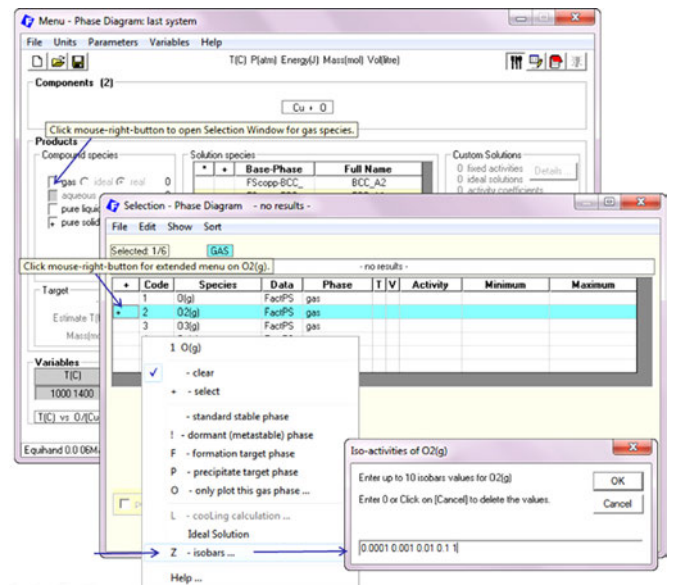 Menu - Phase Diagram: last system
File Units Parameters Variables Help
T(C) P(atm) Energy(J) Mass(mol) Vol(litre)
Components (2)
Cu + O
Click mouse-right-button to open Selection Window for gas species.
Products
Compound species
gas ideal real 0
aqueous
pure liquid
+ pure solid
Solution species
* + Base-Phase Full Name
FScopp-BCC_ BCC_A2
Custom Solutions
0 fixed activities
0 ideal solutions
0 activity coefficients
Details ...
Selection - Phase Diagram - no results -
File Edit Show Sort
Selected: 1/6 GAS
Click mouse-right-button for extended menu on O2(g).
- no results -
+ Code Species Data Phase T V Activity Minimum Maximum
1 O(g) FactPS gas
+ 2 O2(g) FactPS gas
3 O3(g) FactPS gas
Target
Estimate T(
Mass(mo
Variables
T(C)
1000 1400
T(C) vs O/(Cu
Equihand 0.0 06M
1 O(g)
- clear
+ - select
- standard stable phase
! - dormant (metastable) phase
F - formation target phase
P - precipitate target phase
O - only plot this gas phase ...
L - cooLing calculation ...
Ideal Solution
Z - isobars ...
Help ...
Iso-activities of O2(g)
Enter up to 10 isobars values for O2(g)
Enter 0 or Click on [Cancel] to delete the values.
OK
Cancel
0.0001 0.001 0.01 0.1 1